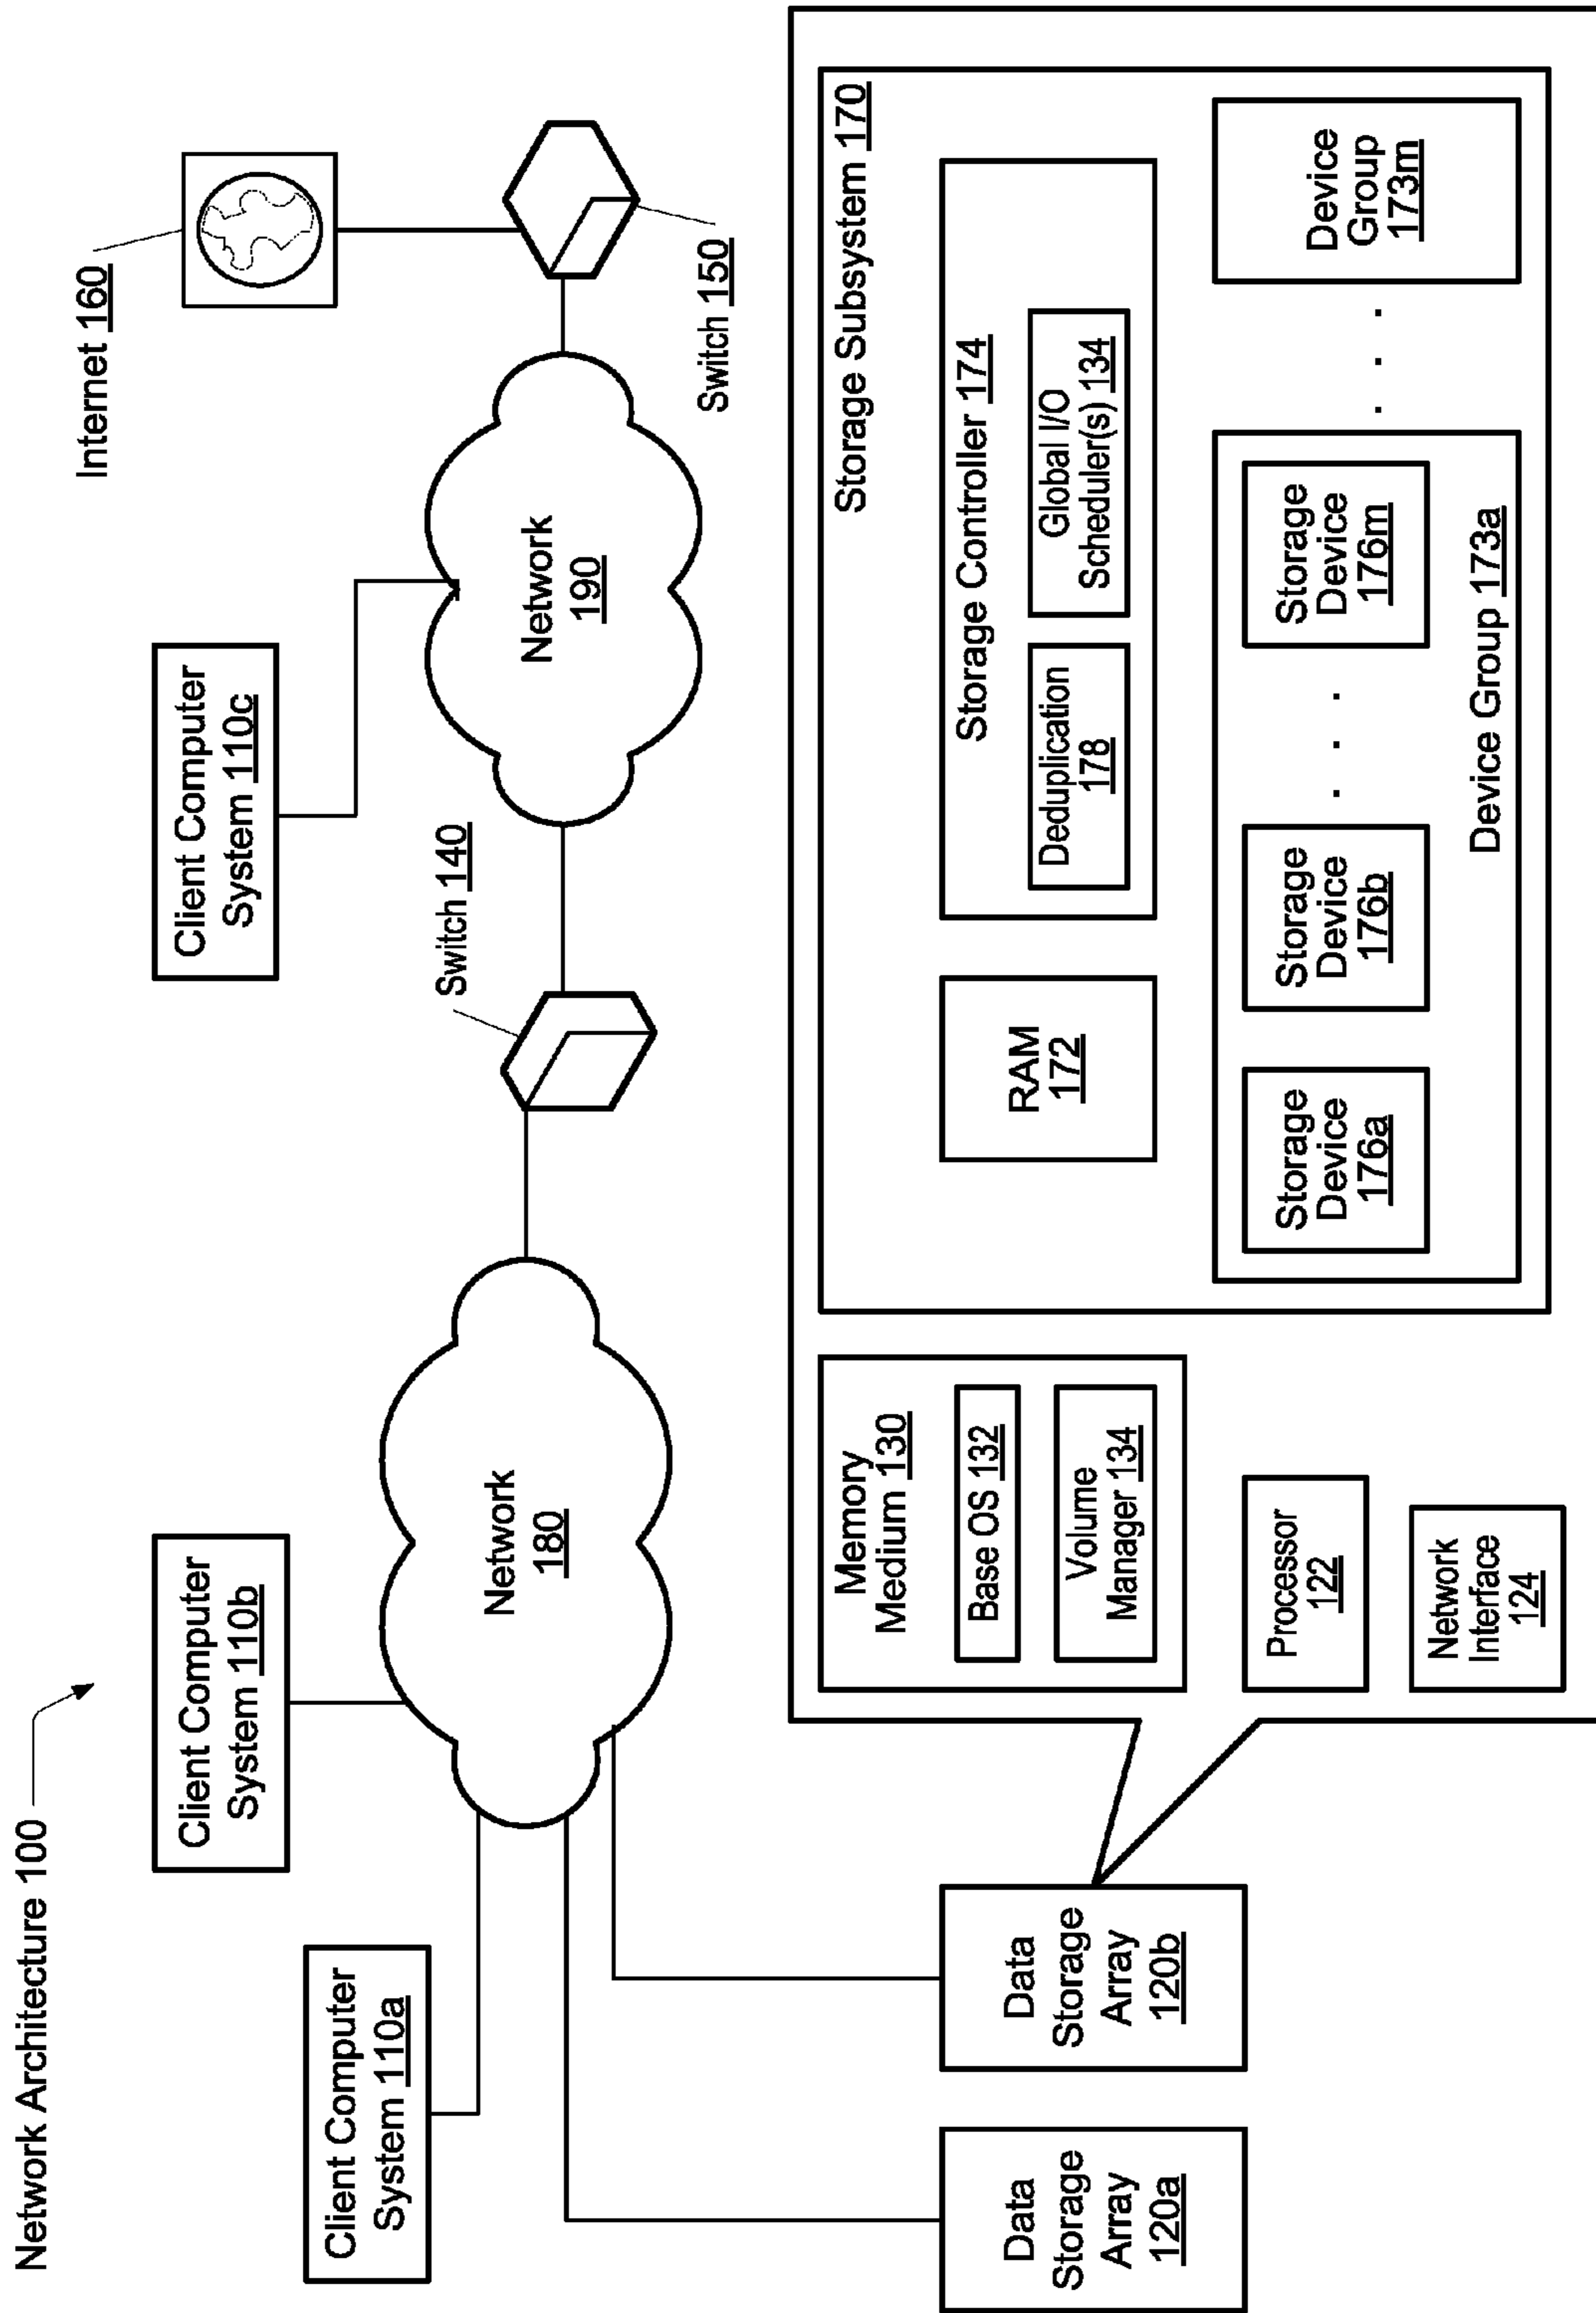 Network Architecture 100
Client Computer
System 110a
Client Computer
System 110b
Client Computer
System 110c
Internet 160
Network
180
Switch 140
Network
190
Switch 150
Data
Storage
Array
120a
Data
Storage
Array
120b
Memory
Medium 130
Base OS 132
Volume
Manager 134
Processor
122
Network
Interface
124
Storage Subsystem 170
RAM
172
Storage Controller 174
Deduplication
178
Global I/O
Scheduler(s) 134
Storage
Device
176a
Storage
Device
176b
. . .
Storage
Device
176m
Device Group 173a
. . .
Device
Group
173m